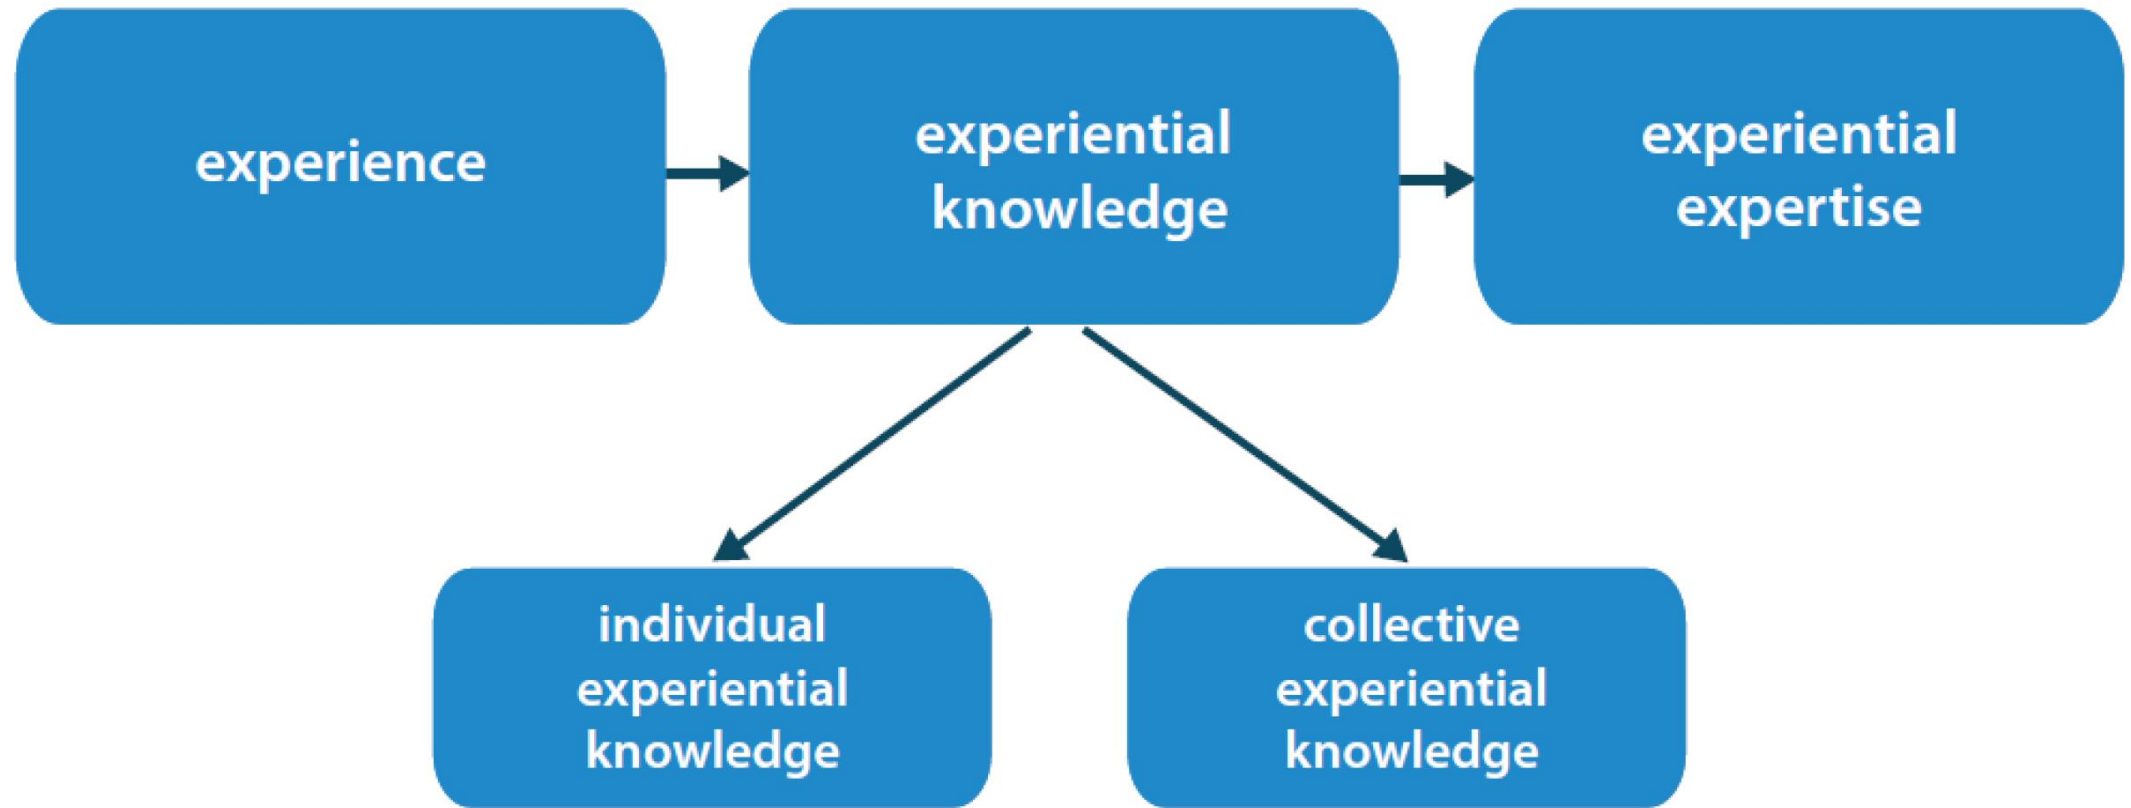 experience
experiential
knowledge
experiential
expertise
individual
experiential
knowledge
collective
experiential
knowledge